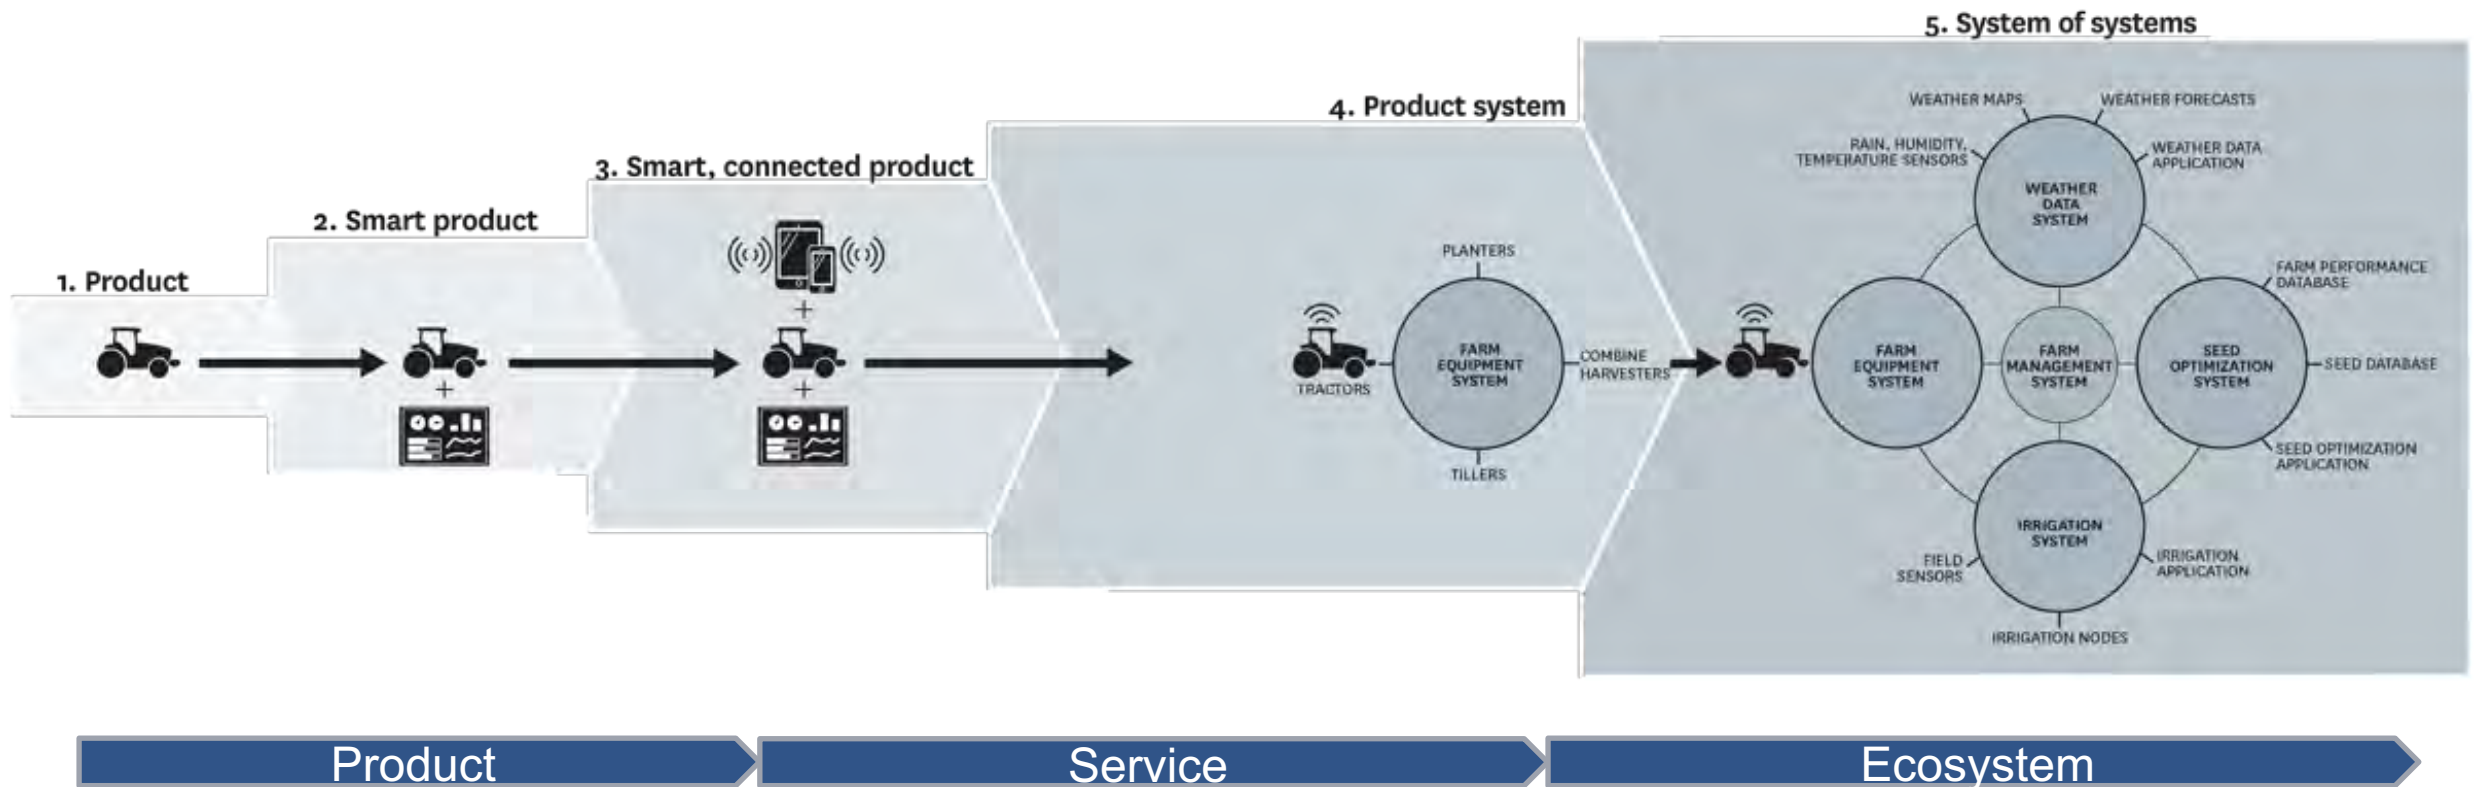 1. Product
2. Smart product
3. Smart, connected product
4. Product system
PLANTERS
TRACTORS
FARM
EQUIPMENT
SYSTEM
COMBINE
HARVESTERS
TILLERS
5. System of systems
WEATHER MAPS
WEATHER FORECASTS
RAIN, HUMIDITY,
TEMPERATURE SENSORS
WEATHER DATA
APPLICATION
WEATHER
DATA
SYSTEM
FARM PERFORMANCE
DATABASE
FARM
EQUIPMENT
SYSTEM
FARM
MANAGEMENT
SYSTEM
SEED
OPTIMIZATION
SYSTEM
SEED DATABASE
SEED OPTIMIZATION
APPLICATION
IRRIGATION
SYSTEM
FIELD
SENSORS
IRRIGATION
APPLICATION
IRRIGATION NODES
Product
Service
Ecosystem